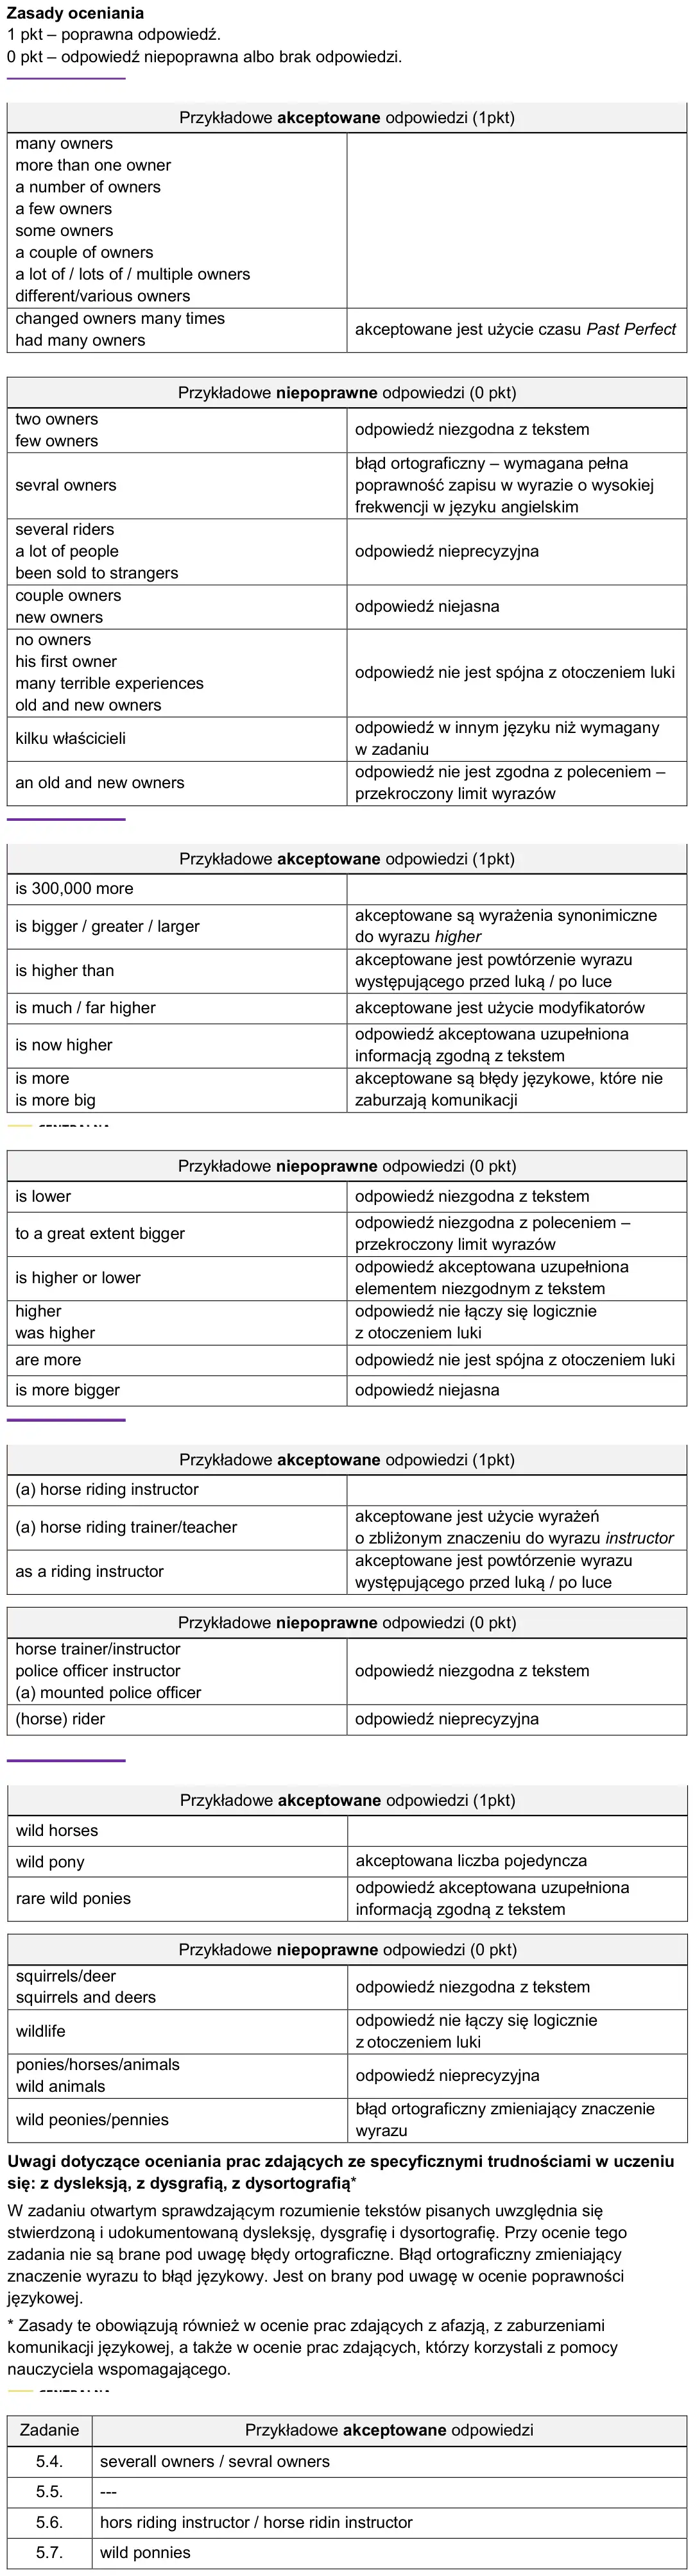 Zasady oceniania
1 pkt – poprawna odpowiedź.
0 pkt – odpowiedź niepoprawna albo brak odpowiedzi.
Przykładowe akceptowane odpowiedzi (1pkt)
many owners
more than one owner
a number of owners
a few owners
some owners
a couple of owners
a lot of / lots of / multiple owners
different/various owners
changed owners many times
had many owners
akceptowane jest użycie czasu Past Perfect
Przykładowe niepoprawne odpowiedzi (0 pkt)
two owners
few owners
odpowiedź niezgodna z tekstem
sevral owners
błąd ortograficzny – wymagana pełna
poprawność zapisu w wyrazie o wysokiej
frekwencji w języku angielskim
several riders
a lot of people
been sold to strangers
odpowiedź nieprecyzyjna
couple owners
new owners
odpowiedź niejasna
no owners
his first owner
many terrible experiences
old and new owners
odpowiedź nie jest spójna z otoczeniem luki
kilku właścicieli
odpowiedź w innym języku niż wymagany
w zadaniu
an old and new owners
odpowiedź nie jest zgodna z poleceniem –
przekroczony limit wyrazów
Przykładowe akceptowane odpowiedzi (1pkt)
is 300,000 more
is bigger / greater / larger
akceptowane są wyrażenia synonimiczne
do wyrazu higher
is higher than
akceptowane jest powtórzenie wyrazu
występującego przed luką / po luce
is much / far higher
akceptowane jest użycie modyfikatorów
is now higher
odpowiedź akceptowana uzupełniona
informacją zgodną z tekstem
is more
is more big
akceptowane są błędy językowe, które nie
zaburzają komunikacji
CENTRALNA
Przykładowe niepoprawne odpowiedzi (0 pkt)
is lower
odpowiedź niezgodna z tekstem
to a great extent bigger
odpowiedź niezgodna z poleceniem –
przekroczony limit wyrazów
is higher or lower
odpowiedź akceptowana uzupełniona
elementem niezgodnym z tekstem
higher
was higher
odpowiedź nie łączy się logicznie
z otoczeniem luki
are more
odpowiedź nie jest spójna z otoczeniem luki
is more bigger
odpowiedź niejasna
Przykładowe akceptowane odpowiedzi (1pkt)
(a) horse riding instructor
(a) horse riding trainer/teacher
akceptowane jest użycie wyrażeń
o zbliżonym znaczeniu do wyrazu instructor
as a riding instructor
akceptowane jest powtórzenie wyrazu
występującego przed luką / po luce
Przykładowe niepoprawne odpowiedzi (0 pkt)
horse trainer/instructor
police officer instructor
(a) mounted police officer
odpowiedź niezgodna z tekstem
(horse) rider
odpowiedź nieprecyzyjna
Przykładowe akceptowane odpowiedzi (1pkt)
wild horses
wild pony
akceptowana liczba pojedyncza
rare wild ponies
odpowiedź akceptowana uzupełniona
informacją zgodną z tekstem
Przykładowe niepoprawne odpowiedzi (0 pkt)
squirrels/deer
squirrels and deers
odpowiedź niezgodna z tekstem
wildlife
odpowiedź nie łączy się logicznie
z otoczeniem luki
ponies/horses/animals
wild animals
odpowiedź nieprecyzyjna
wild peonies/pennies
błąd ortograficzny zmieniający znaczenie
wyrazu
Uwagi dotyczące oceniania prac zdających ze specyficznymi trudnościami w uczeniu
się: z dysleksją, z dysgrafią, z dysortografią*
W zadaniu otwartym sprawdzającym rozumienie tekstów pisanych uwzględnia się
stwierdzoną i udokumentowaną dysleksję, dysgrafię i dysortografię. Przy ocenie tego
zadania nie są brane pod uwagę błędy ortograficzne. Błąd ortograficzny zmieniający
znaczenie wyrazu to błąd językowy. Jest on brany pod uwagę w ocenie poprawności
językowej.
* Zasady te obowiązują również w ocenie prac zdających z afazją, z zaburzeniami
komunikacji językowej, a także w ocenie prac zdających, którzy korzystali z pomocy
nauczyciela wspomagającego.
CENTRALNA
Zadanie
Przykładowe akceptowane odpowiedzi
5.4.
severall owners / sevral owners
5.5.
---
5.6.
hors riding instructor / horse ridin instructor
5.7.
wild ponnies